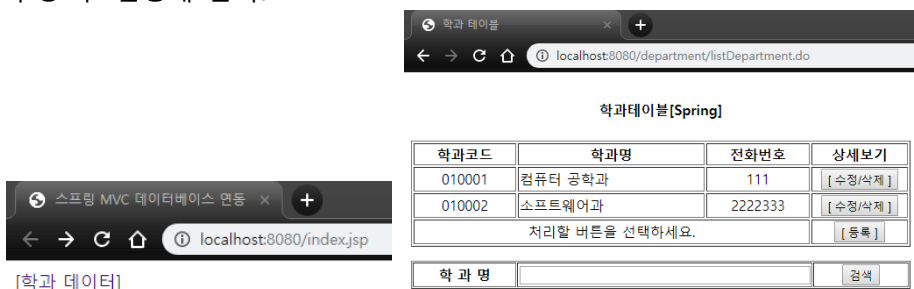 학과 테이블
localhost:8080/department/listDepartment.do
학과테이블[Spring]
학과코드 학과명 전화번호 상세보기
010001 컴퓨터 공학과 111 [ 수정/삭제 ]
010002 소프트웨어과 2222333 [ 수정/삭제 ]
처리할 버튼을 선택하세요. [ 등록 ]
학 과 명 검색
스프링 MVC 데이터베이스 연동
localhost:8080/index.jsp
[학과 데이터]